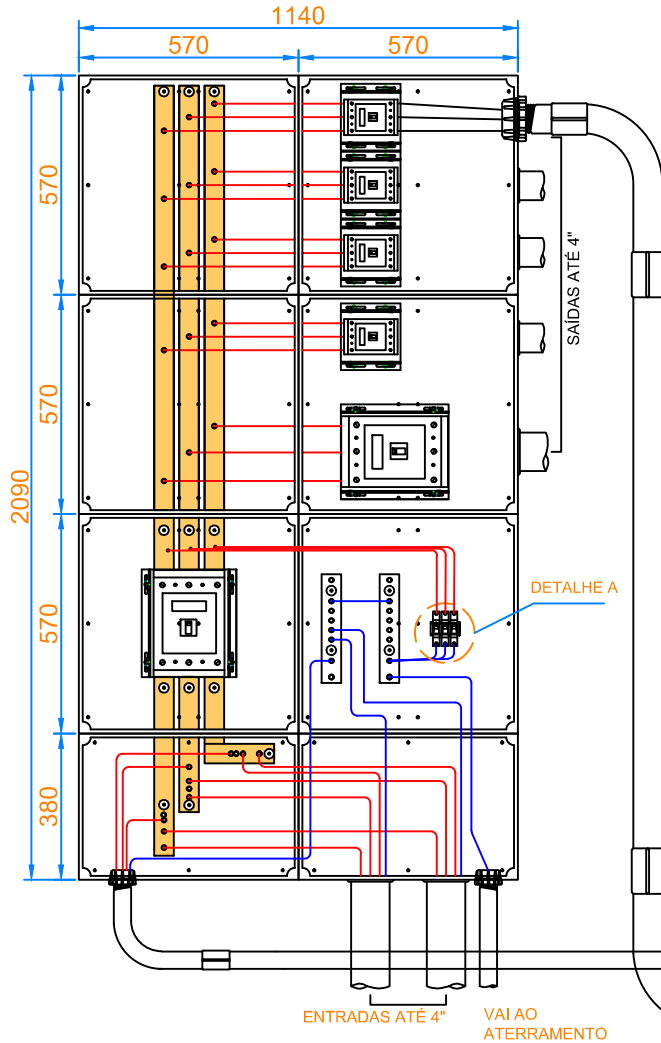 1140
570
570
570
SAÍDAS ATÉ 4"
570
2090
570
DETALHE A
380
ENTRADAS ATÉ 4"
VAI AO
ATERRAMENTO